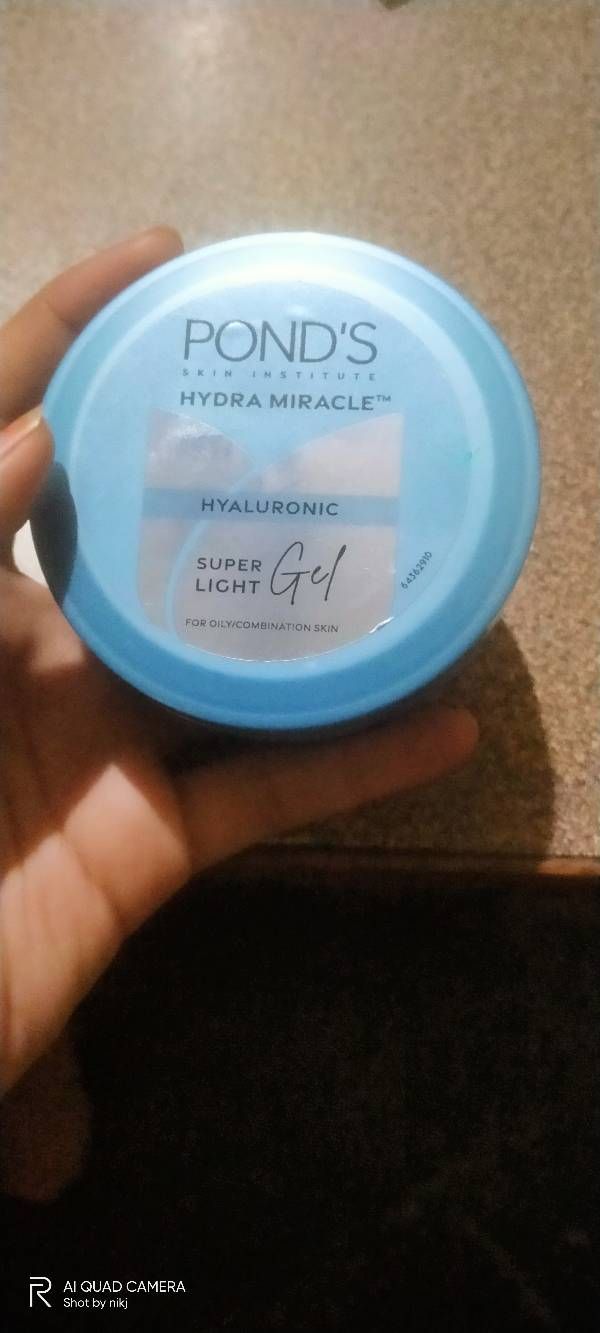 POND'S
SKIN INSTITUTE
HYDRA MIRACLE™
HYALURONIC
SUPER LIGHT Gel
FOR OILY/COMBINATION SKIN
64362910
AI QUAD CAMERA
Shot by nikj